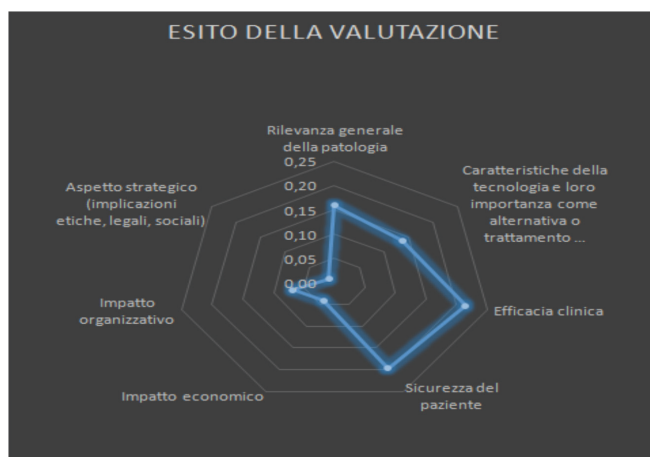 ESITO DELLA VALUTAZIONE
Rilevanza generale
della patologia
0,25
0,20
0,15
0,10
0,05
0,00
Caratteristiche della
tecnologia e loro
importanza come
alternativa o
trattamento ...
Efficacia clinica
Sicurezza del
paziente
Impatto economico
Impatto
organizzativo
Aspetto strategico
(implicazioni
etiche, legali, sociali)